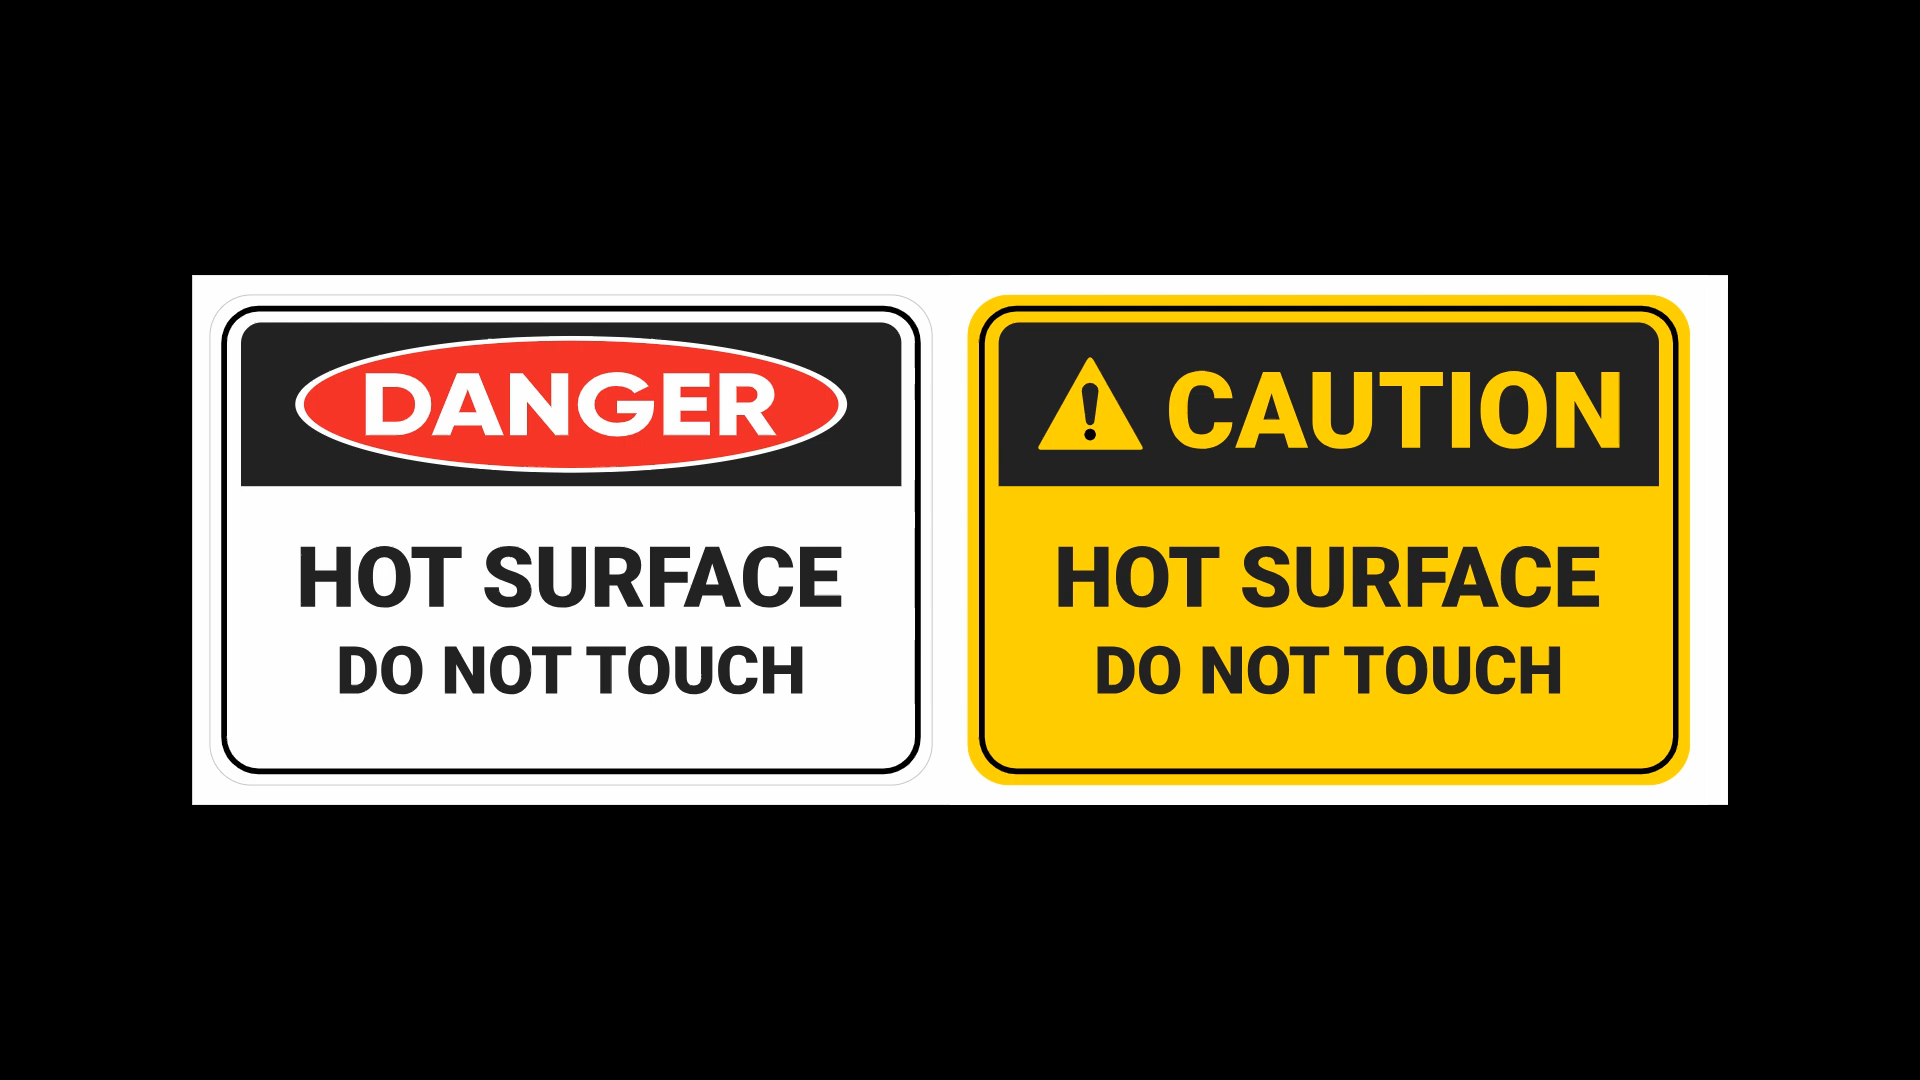 DANGER
HOT SURFACE
DO NOT TOUCH
CAUTION
HOT SURFACE
DO NOT TOUCH